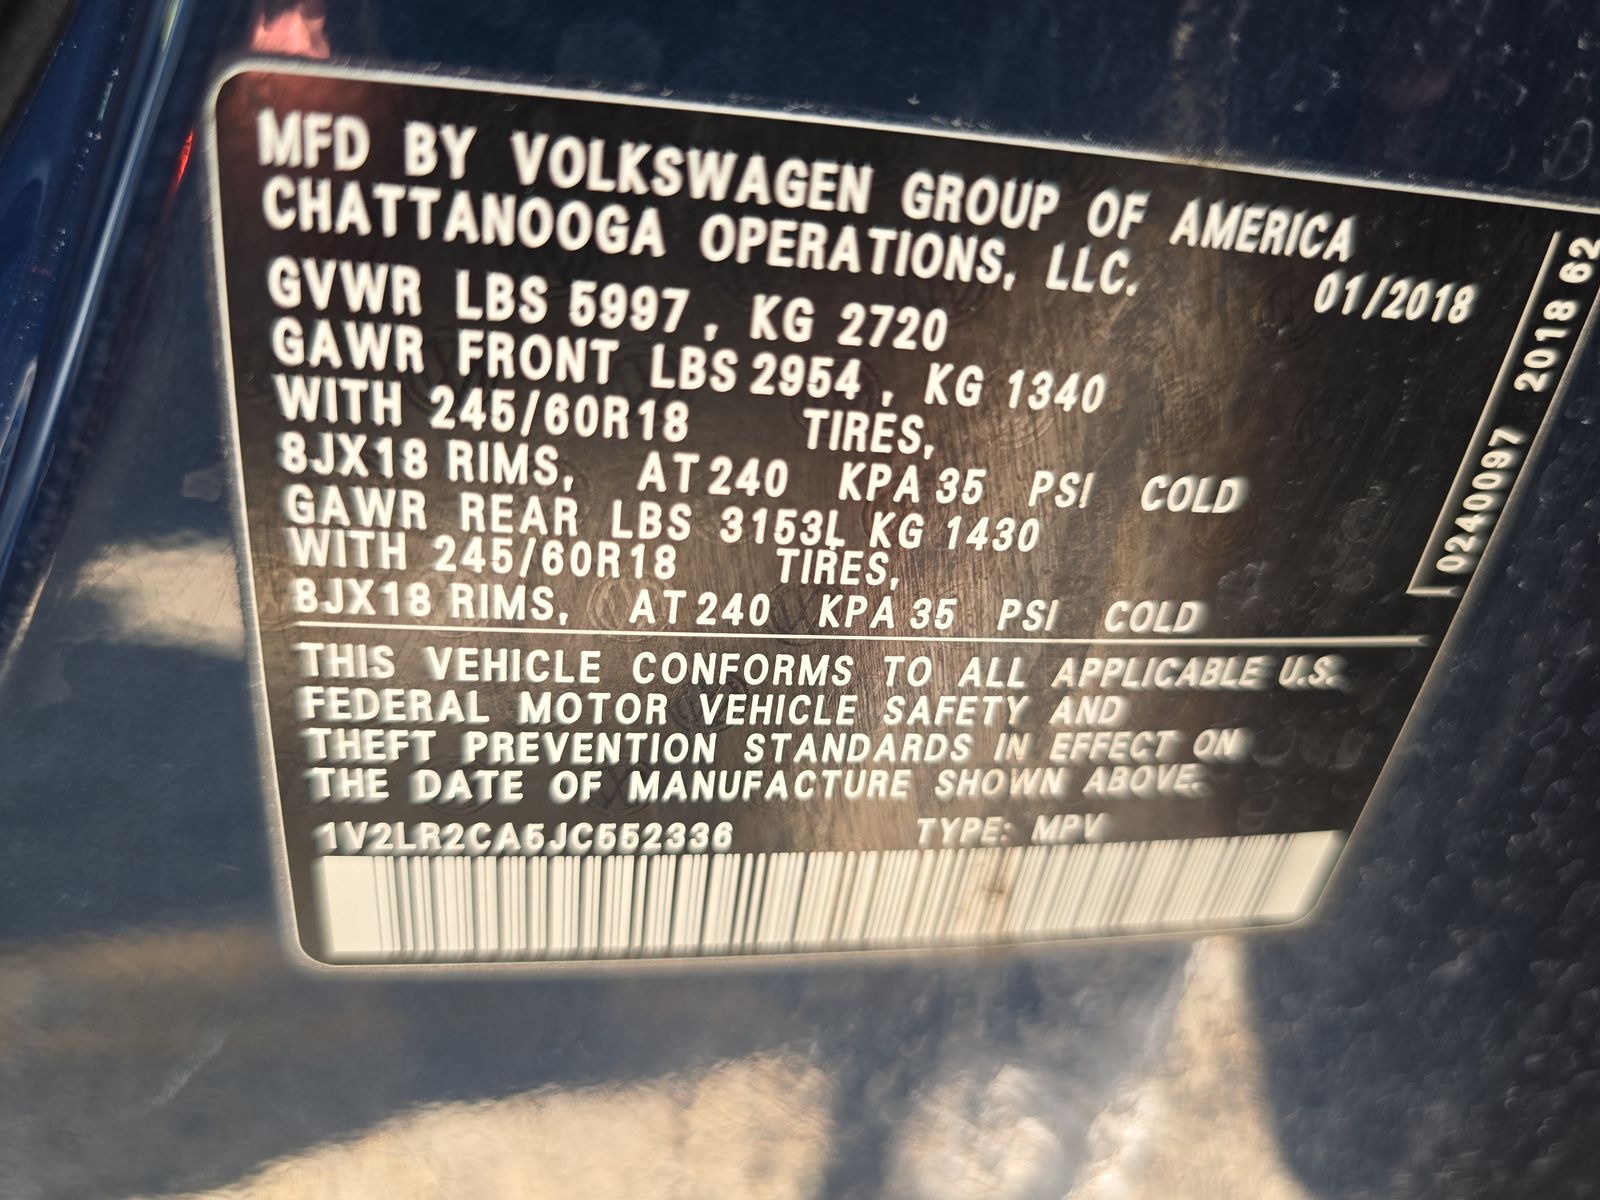 MFD BY VOLKSWAGEN GROUP OF AMERICA
CHATTANOOGA OPERATIONS, LLC.
01/2018
GVWR LBS 5997, KG 2720
GAWR FRONT LBS 2954, KG 1340
WITH 245/60R18 TIRES,
8JX18 RIMS, AT 240 KPA 35 PSI COLD
GAWR REAR LBS 3153L KG 1430
WITH 245/60R18 TIRES,
8JX18 RIMS, AT 240 KPA 35 PSI COLD
THIS VEHICLE CONFORMS TO ALL APPLICABLE U.S.
FEDERAL MOTOR VEHICLE SAFETY AND
THEFT PREVENTION STANDARDS IN EFFECT ON
THE DATE OF MANUFACTURE SHOWN ABOVE.
1V2LR2CA5JC552336 TYPE: MPV
0240097 2018 62